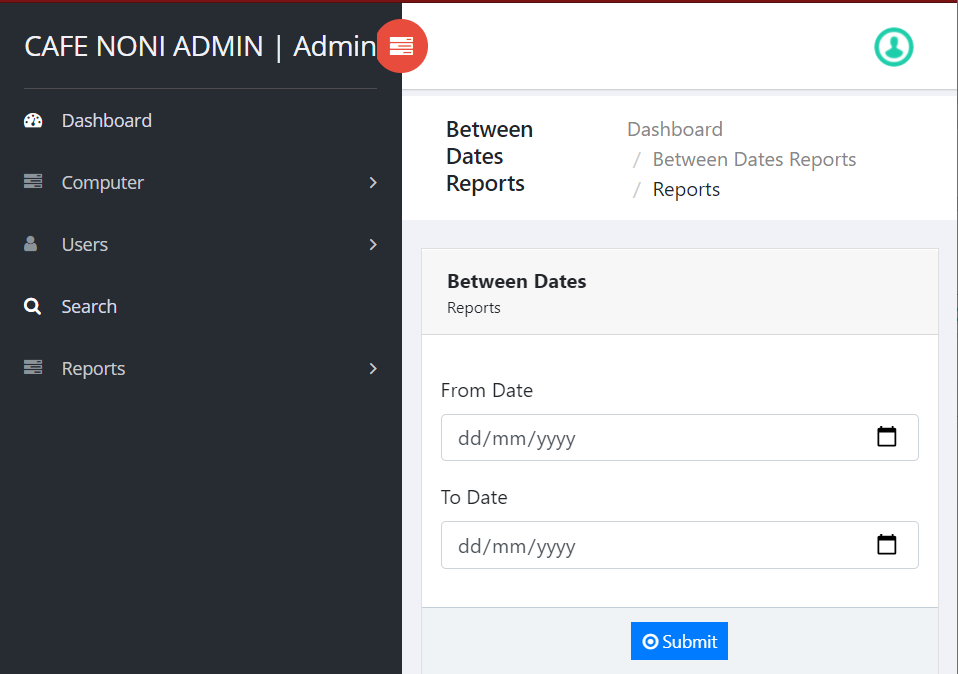 CAFE NONI ADMIN | Admin
Dashboard
Computer
Users
Search
Reports
Between
Dates
Reports
Dashboard
/ Between Dates Reports
/ Reports
Between Dates
Reports
From Date
dd/mm/yyyy
To Date
dd/mm/yyyy
Submit